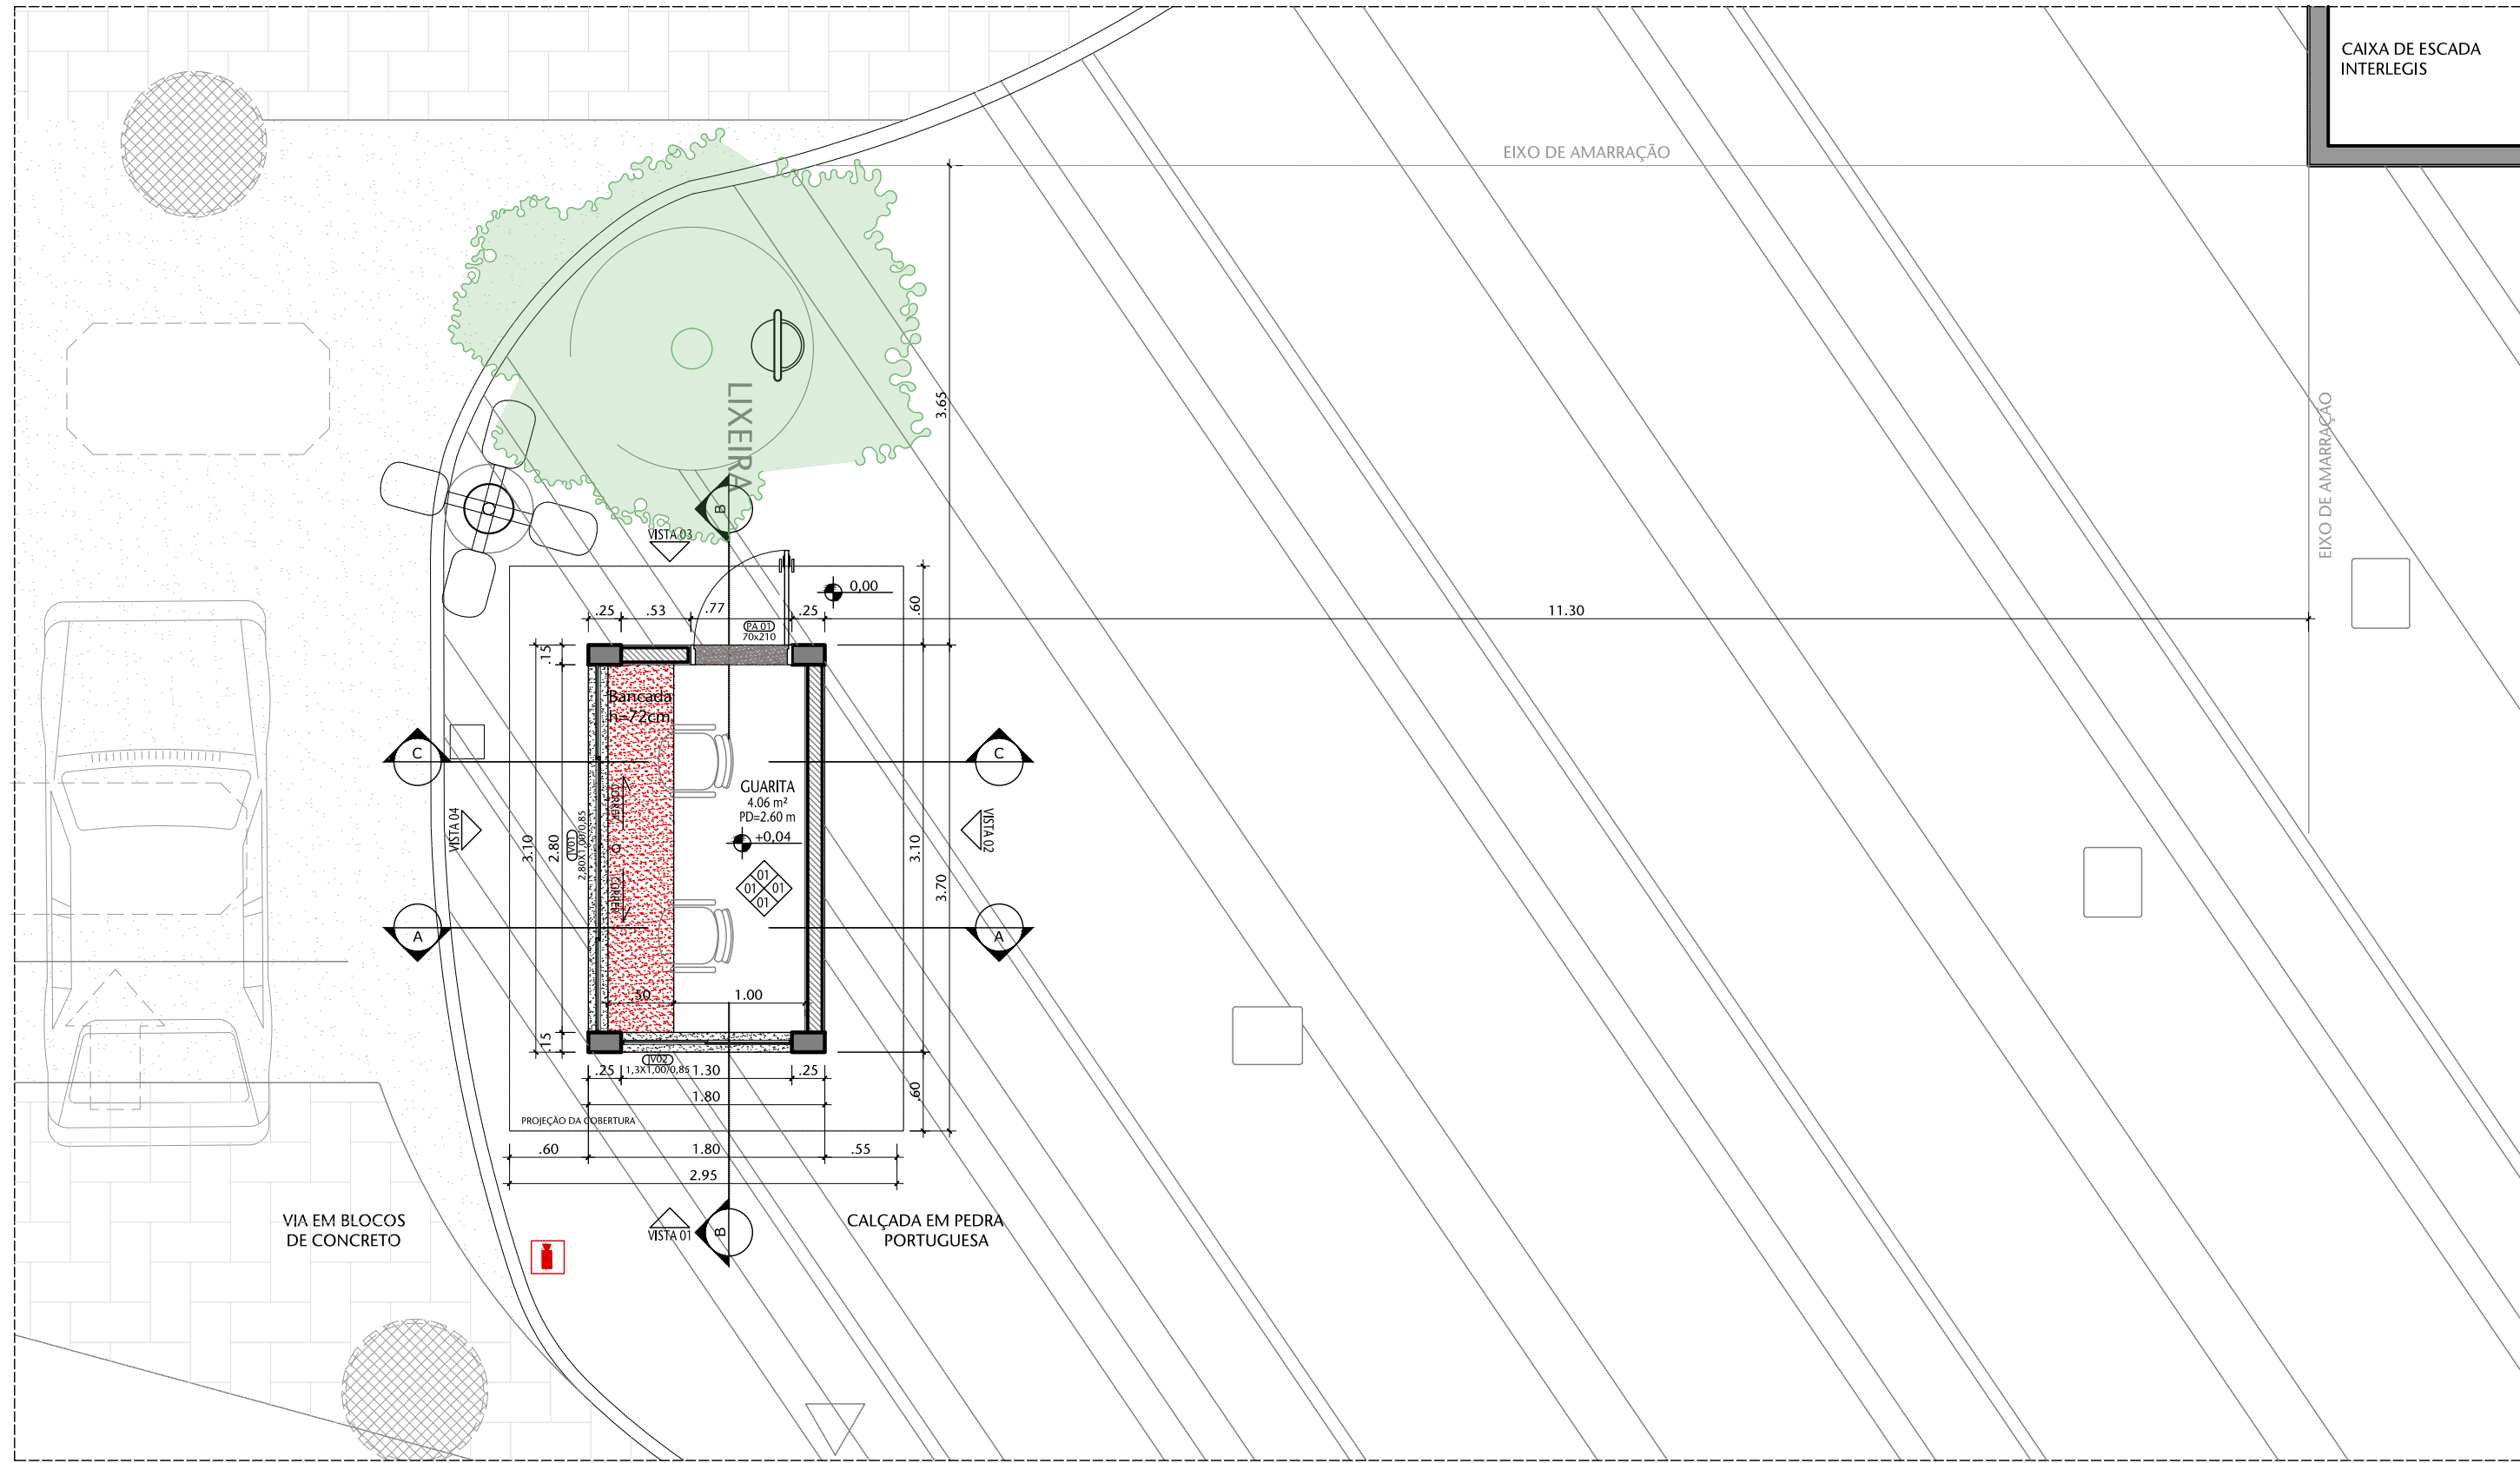 CAIXA DE ESCADA
INTERLEGIS
EIXO DE AMARRAÇÃO
EIXO DE AMARRAÇÃO
3.65
LIXEIRA
B
VISTA 03
0,00
.60
.25
.53
.77
.25
11.30
PA 01
70x210
.15
Bancada
h=72cm
C
C
GUARITA
4.06 m²
PD=2.60 m
+0,04
CORRER
CORRER
VISTA 04
VISTA 02
3.10
2.80
JV01
2,80X1,00/0,85
3.10
3.70
01
01
01
01
A
A
.50
1.00
.15
JV02
.25
1,3X1,00/0,85
1.30
.25
1.80
.60
PROJEÇÃO DA COBERTURA
.60
1.80
.55
2.95
VIA EM BLOCOS
DE CONCRETO
VISTA 01
B
CALÇADA EM PEDRA
PORTUGUESA